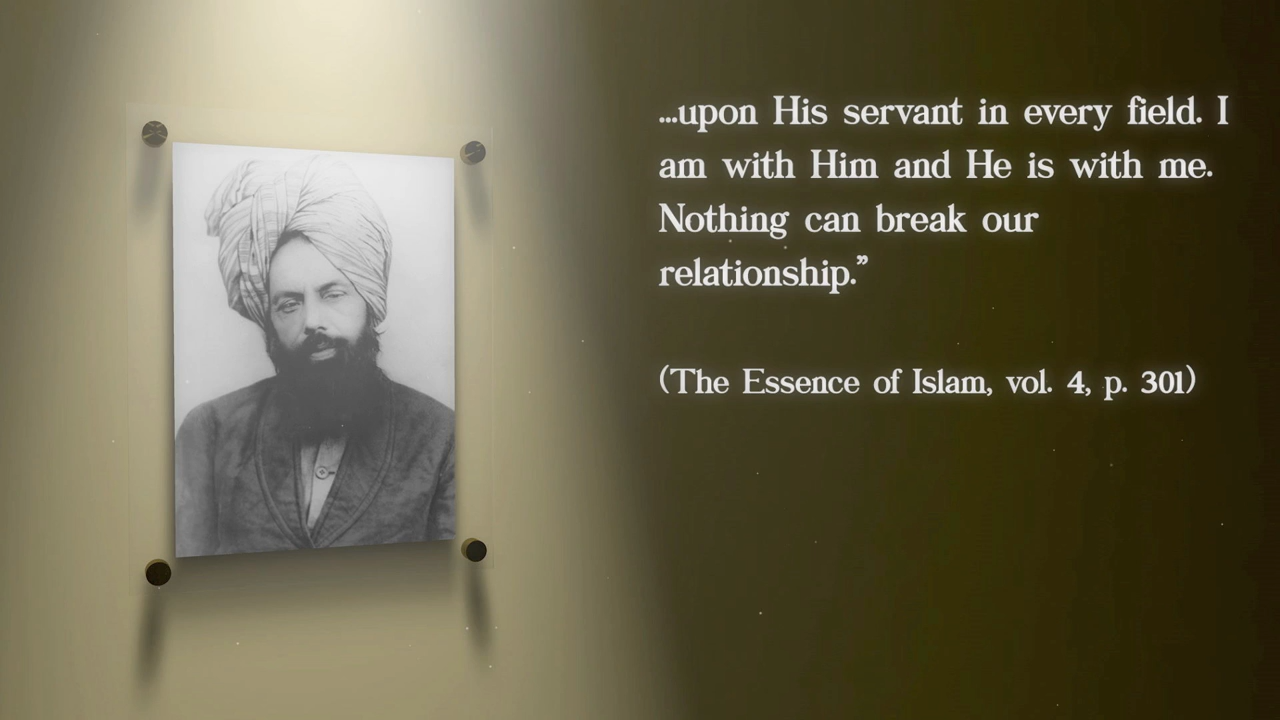 ...upon His servant in every field. I
am with Him and He is with me.
Nothing can break our
relationship.”
(The Essence of Islam, vol. 4, p. 301)